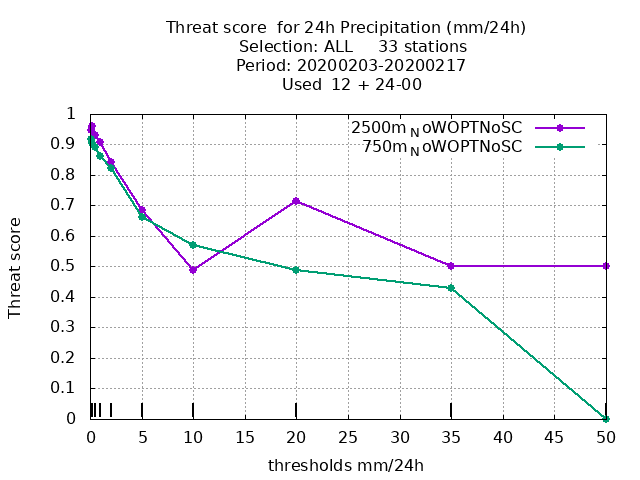 Threat score  for 24h Precipitation (mm/24h)
Selection: ALL     33 stations
Period: 20200203-20200217
Used  12 + 24-00
2500m_NoWOPTNoSC
750m_NoWOPTNoSC
1
0.9
0.8
0.7
0.6
0.5
0.4
0.3
0.2
0.1
0
Threat score
0 5 10 15 20 25 30 35 40 45 50
thresholds mm/24h